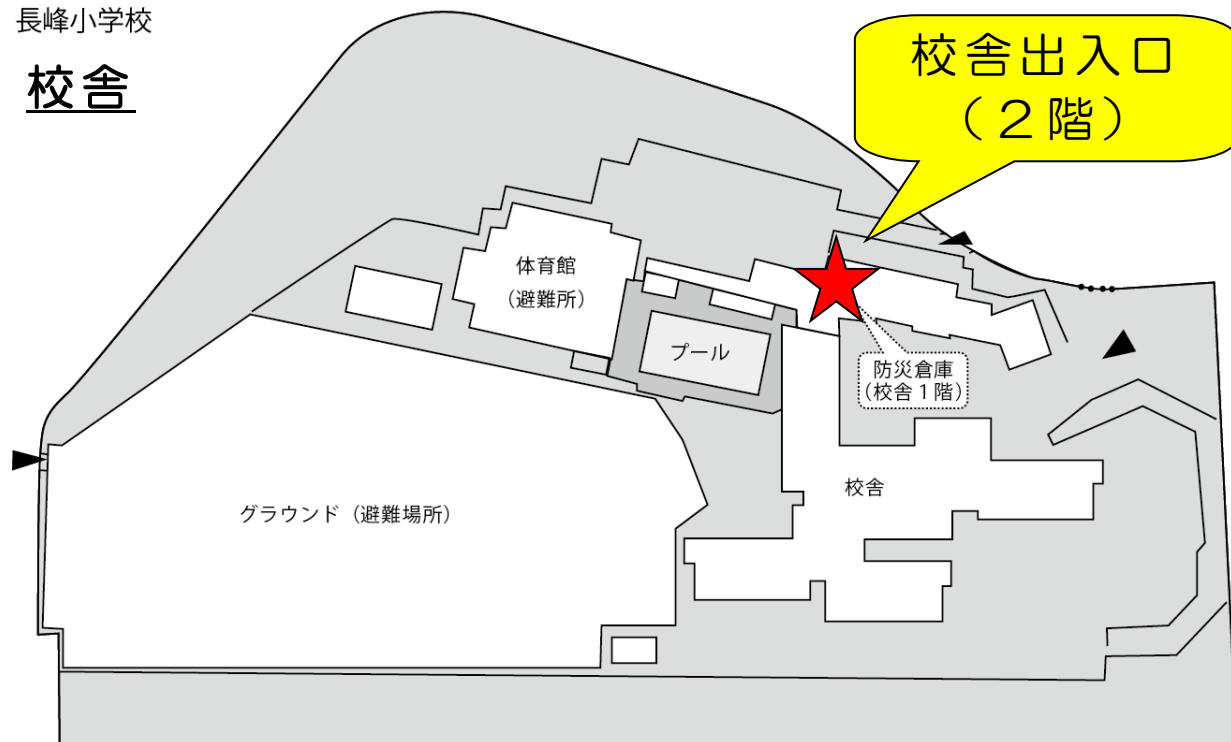 長峰小学校
校舎
校舎出入口
（２階）
体育館
（避難所）
プール
防災倉庫
（校舎１階）
校舎
グラウンド（避難場所）